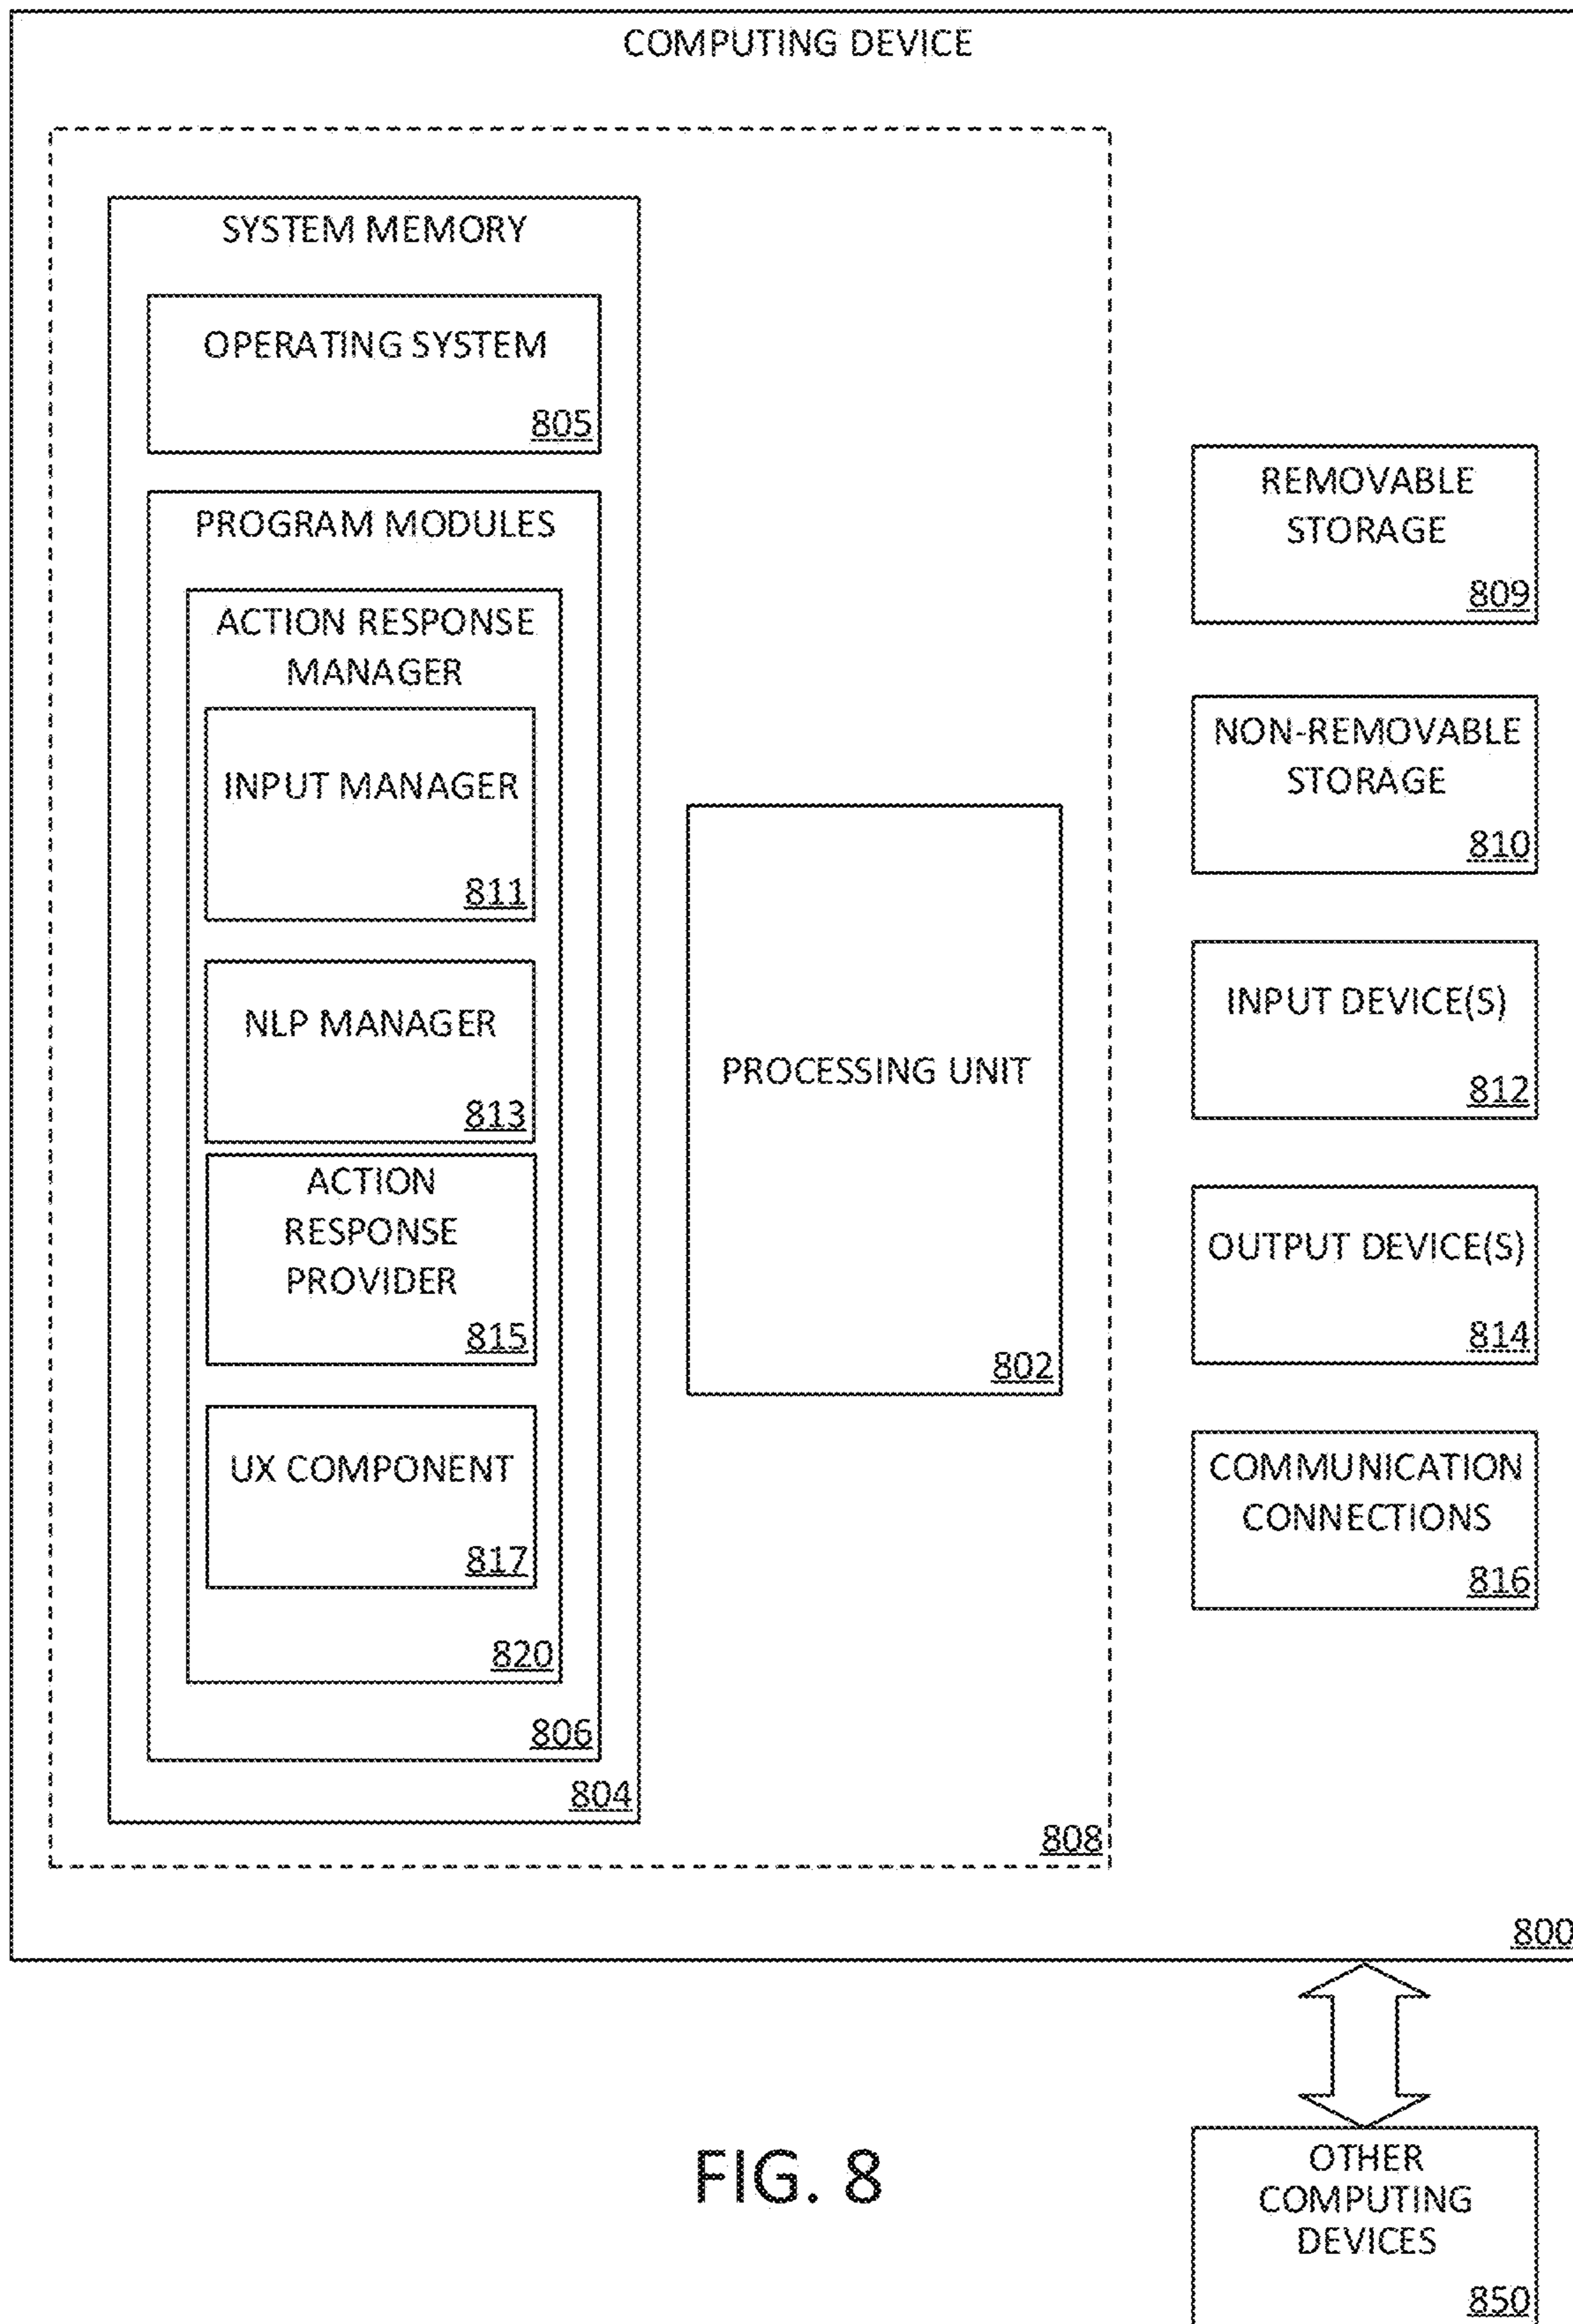 COMPUTING DEVICE
SYSTEM MEMORY
OPERATING SYSTEM
805
PROGRAM MODULES
ACTION RESPONSE
MANAGER
INPUT MANAGER
811
NLP MANAGER
813
ACTION
RESPONSE
PROVIDER
815
UX COMPONENT
817
820
806
804
PROCESSING UNIT
802
808
REMOVABLE
STORAGE
809
NON-REMOVABLE
STORAGE
810
INPUT DEVICE(S)
812
OUTPUT DEVICE(S)
814
COMMUNICATION
CONNECTIONS
816
800
OTHER
COMPUTING
DEVICES
850
FIG. 8